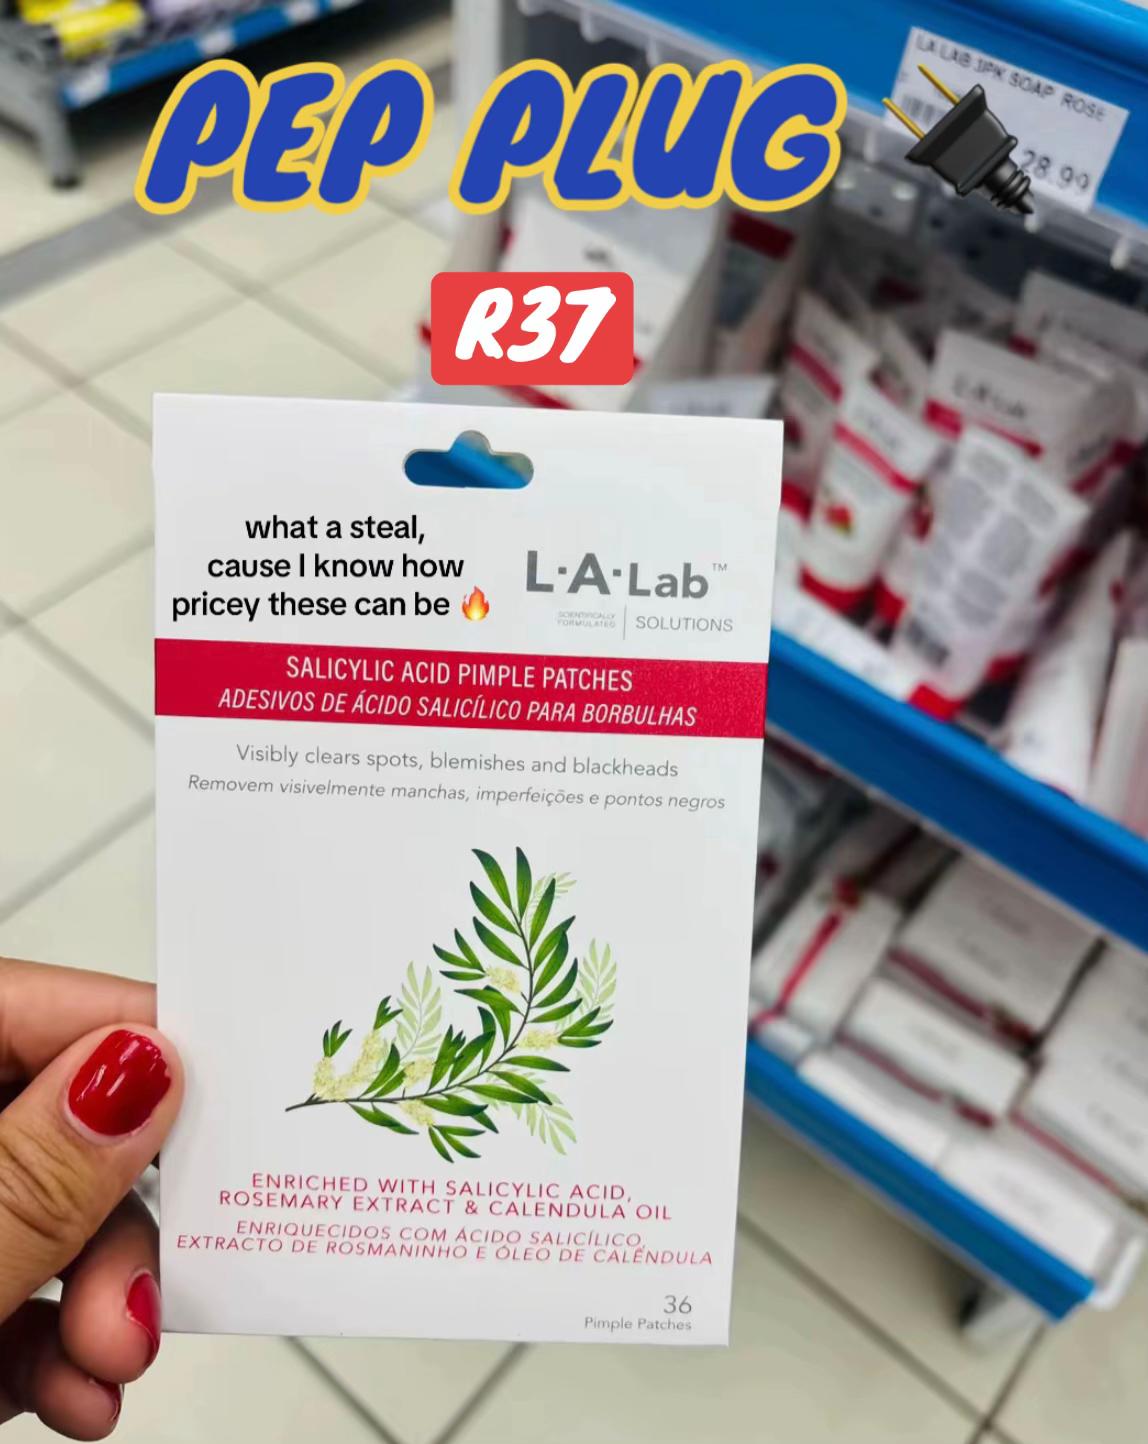 PEP PLUG
LA LAB 3PK SOAP ROSE
28.99
R37
what a steal,
cause I know how
pricey these can be 🔥
L·A·Lab™
SCIENTIFICALLY
FORMULATED
SOLUTIONS
SALICYLIC ACID PIMPLE PATCHES
ADESIVOS DE ÁCIDO SALICÍLICO PARA BORBULHAS
Visibly clears spots, blemishes and blackheads
Removem visivelmente manchas, imperfeições e pontos negros
ENRICHED WITH SALICYLIC ACID,
ROSEMARY EXTRACT & CALENDULA OIL
ENRIQUECIDOS COM ÁCIDO SALICÍLICO,
EXTRACTO DE ROSMANINHO E ÓLEO DE CALÊNDULA
36
Pimple Patches